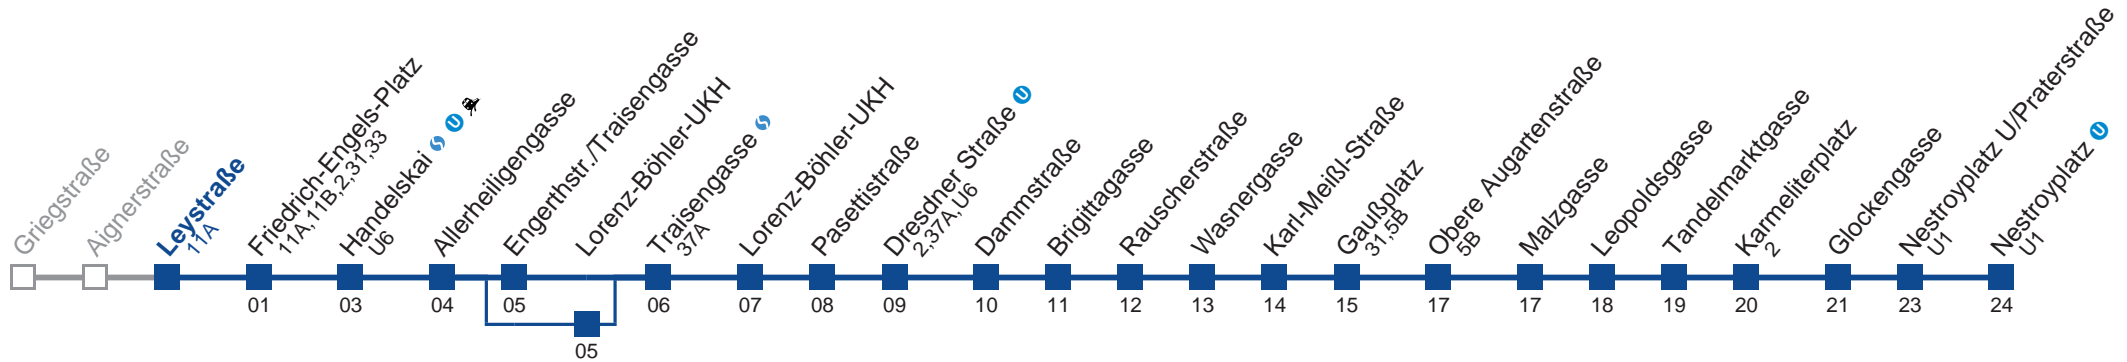 Griegstraße
Aignerstraße
Leystraße
11A
Friedrich-Engels-Platz
11A,11B,2,31,33
Handelskai S U
U6
Allerheiligengasse
Engerthstr./Traisengasse
Lorenz-Böhler-UKH
Traisengasse S
37A
Lorenz-Böhler-UKH
Pasettistraße
Dresdner Straße U
2,37A, U6
Dammstraße
Brigittagasse
Rauscherstraße
Wasnergasse
Karl-Meißl-Straße
Gaußplatz
31,5B
Obere Augartenstraße
5B
Malzgasse
Leopoldsgasse
Tandelmarktgasse
Karmeliterplatz
2
Glockengasse
Nestroyplatz U/Praterstraße
U1
Nestroyplatz U
U1
01 03 04 05 06 07 08 09 10 11 12 13 14 15 17 17 18 19 20 21 23 24
05